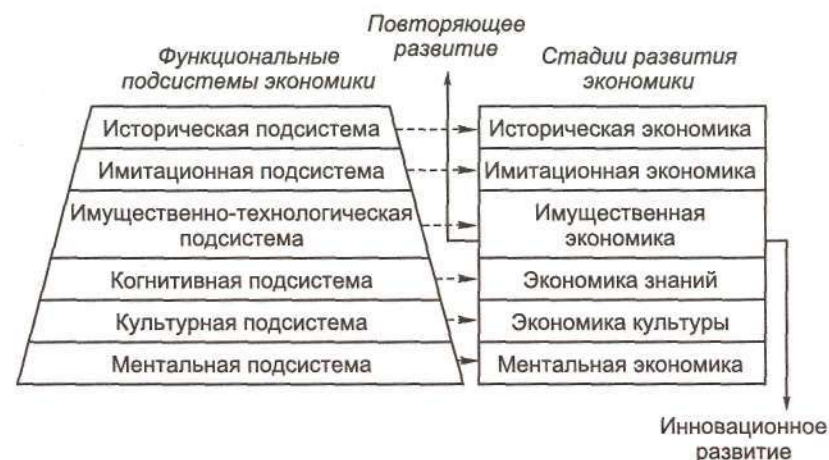 Повторяющее
развитие
Функциональные
подсистемы экономики
Стадии развития
экономики
Историческая подсистема
Историческая экономика
Имитационная подсистема
Имитационная экономика
Имущественно-технологическая
подсистема
Имущественная
экономика
Когнитивная подсистема
Экономика знаний
Культурная подсистема
Экономика культуры
Ментальная подсистема
Ментальная экономика
Инновационное
развитие